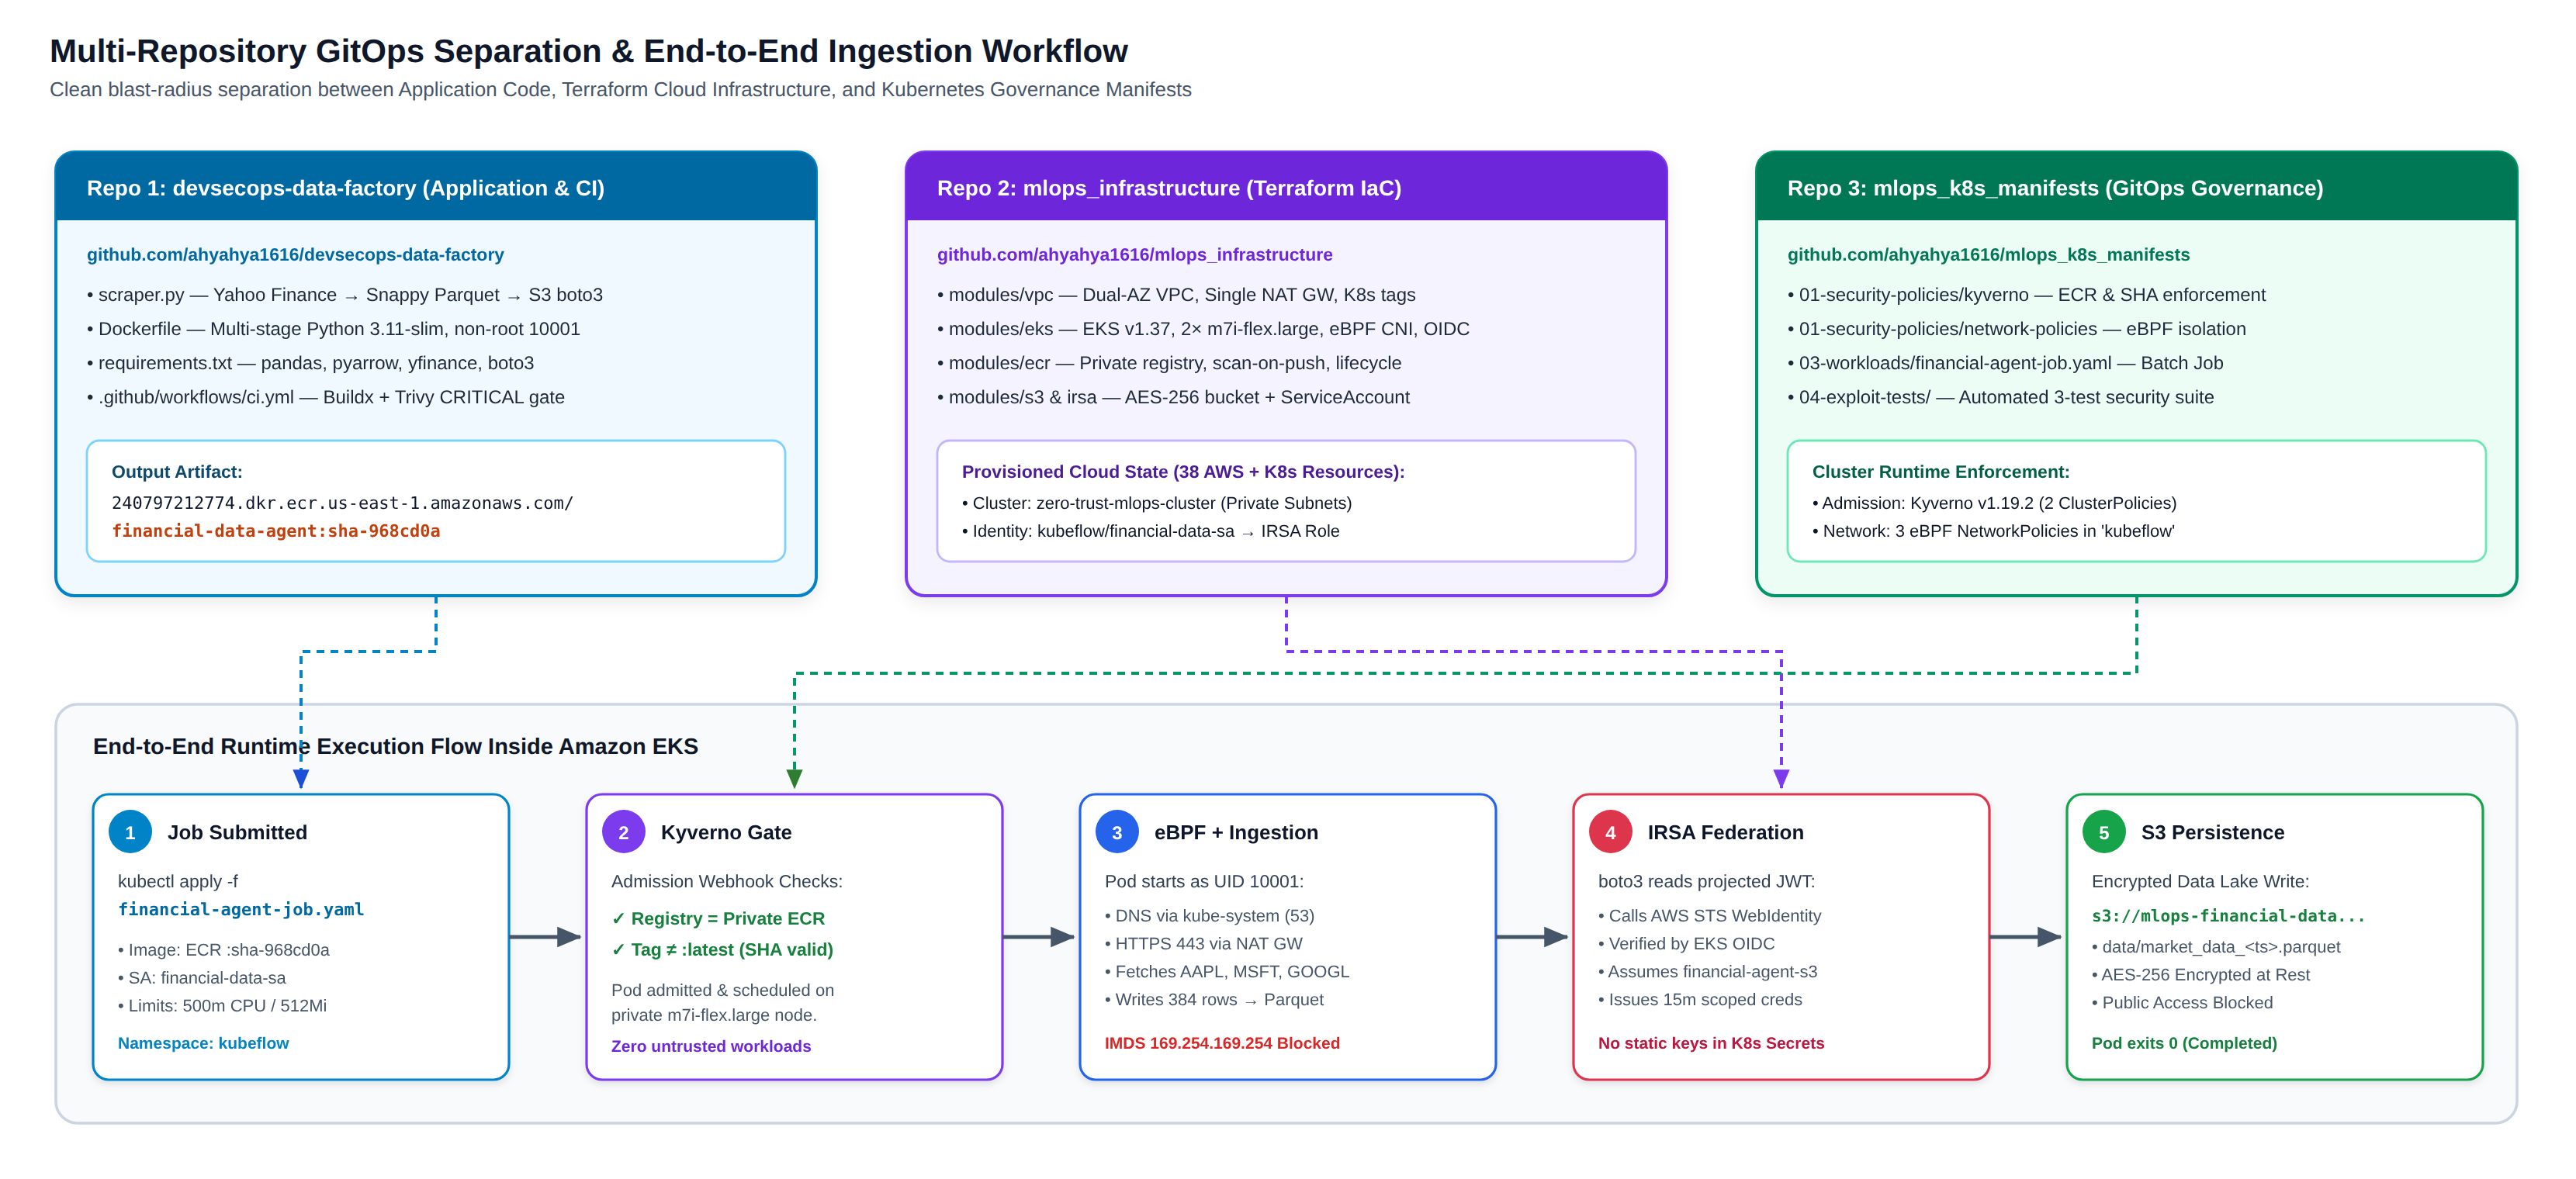 Multi-Repository GitOps Separation & End-to-End Ingestion Workflow
Clean blast-radius separation between Application Code, Terraform Cloud Infrastructure, and Kubernetes Governance Manifests
Repo 1: devsecops-data-factory (Application & CI)
github.com/ahyahya1616/devsecops-data-factory
• scraper.py — Yahoo Finance → Snappy Parquet → S3 boto3
• Dockerfile — Multi-stage Python 3.11-slim, non-root 10001
• requirements.txt — pandas, pyarrow, yfinance, boto3
• .github/workflows/ci.yml — Buildx + Trivy CRITICAL gate
Output Artifact:
240797212774.dkr.ecr.us-east-1.amazonaws.com/
financial-data-agent:sha-968cd0a
Repo 2: mlops_infrastructure (Terraform IaC)
github.com/ahyahya1616/mlops_infrastructure
• modules/vpc — Dual-AZ VPC, Single NAT GW, K8s tags
• modules/eks — EKS v1.37, 2× m7i-flex.large, eBPF CNI, OIDC
• modules/ecr — Private registry, scan-on-push, lifecycle
• modules/s3 & irsa — AES-256 bucket + ServiceAccount
Provisioned Cloud State (38 AWS + K8s Resources):
• Cluster: zero-trust-mlops-cluster (Private Subnets)
• Identity: kubeflow/financial-data-sa → IRSA Role
Repo 3: mlops_k8s_manifests (GitOps Governance)
github.com/ahyahya1616/mlops_k8s_manifests
• 01-security-policies/kyverno — ECR & SHA enforcement
• 01-security-policies/network-policies — eBPF isolation
• 03-workloads/financial-agent-job.yaml — Batch Job
• 04-exploit-tests/ — Automated 3-test security suite
Cluster Runtime Enforcement:
• Admission: Kyverno v1.19.2 (2 ClusterPolicies)
• Network: 3 eBPF NetworkPolicies in 'kubeflow'
End-to-End Runtime Execution Flow Inside Amazon EKS
1 Job Submitted
kubectl apply -f
financial-agent-job.yaml
• Image: ECR :sha-968cd0a
• SA: financial-data-sa
• Limits: 500m CPU / 512Mi
Namespace: kubeflow
2 Kyverno Gate
Admission Webhook Checks:
✓ Registry = Private ECR
✓ Tag ≠ :latest (SHA valid)
Pod admitted & scheduled on
private m7i-flex.large node.
Zero untrusted workloads
3 eBPF + Ingestion
Pod starts as UID 10001:
• DNS via kube-system (53)
• HTTPS 443 via NAT GW
• Fetches AAPL, MSFT, GOOGL
• Writes 384 rows → Parquet
IMDS 169.254.169.254 Blocked
4 IRSA Federation
boto3 reads projected JWT:
• Calls AWS STS WebIdentity
• Verified by EKS OIDC
• Assumes financial-agent-s3
• Issues 15m scoped creds
No static keys in K8s Secrets
5 S3 Persistence
Encrypted Data Lake Write:
s3://mlops-financial-data...
• data/market_data_<ts>.parquet
• AES-256 Encrypted at Rest
• Public Access Blocked
Pod exits 0 (Completed)